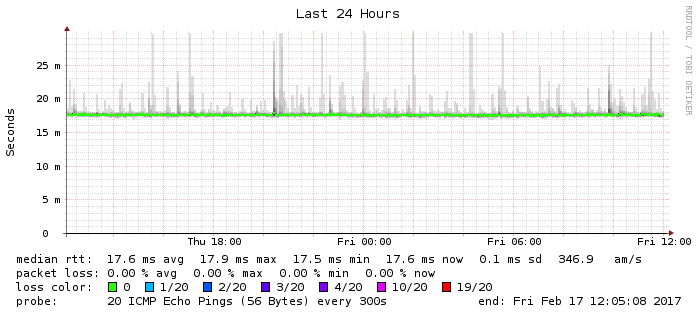 Last 24 Hours
RRDTOOL / TOBI OETIKER
Seconds
25 m
20 m
15 m
10 m
5 m
0
Thu 18:00 Fri 00:00 Fri 06:00 Fri 12:00
median rtt: 17.6 ms avg 17.9 ms max 17.5 ms min 17.6 ms now 0.1 ms sd 346.9 am/s
packet loss: 0.00 % avg 0.00 % max 0.00 % min 0.00 % now
loss color: 0 1/20 2/20 3/20 4/20 10/20 19/20
probe: 20 ICMP Echo Pings (56 Bytes) every 300s end: Fri Feb 17 12:05:08 2017